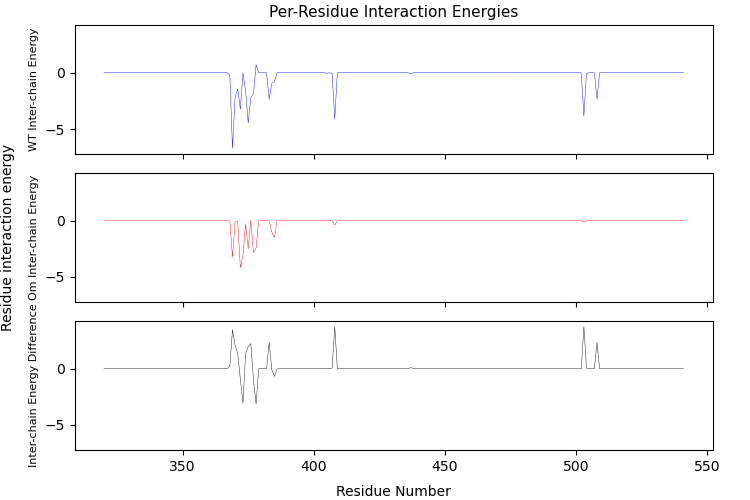 Per-Residue Interaction Energies
Residue interaction energy
WT Inter-chain Energy
0
−5
Om Inter-chain Energy
0
−5
Inter-chain Energy Difference
0
−5
350
400
450
500
550
Residue Number